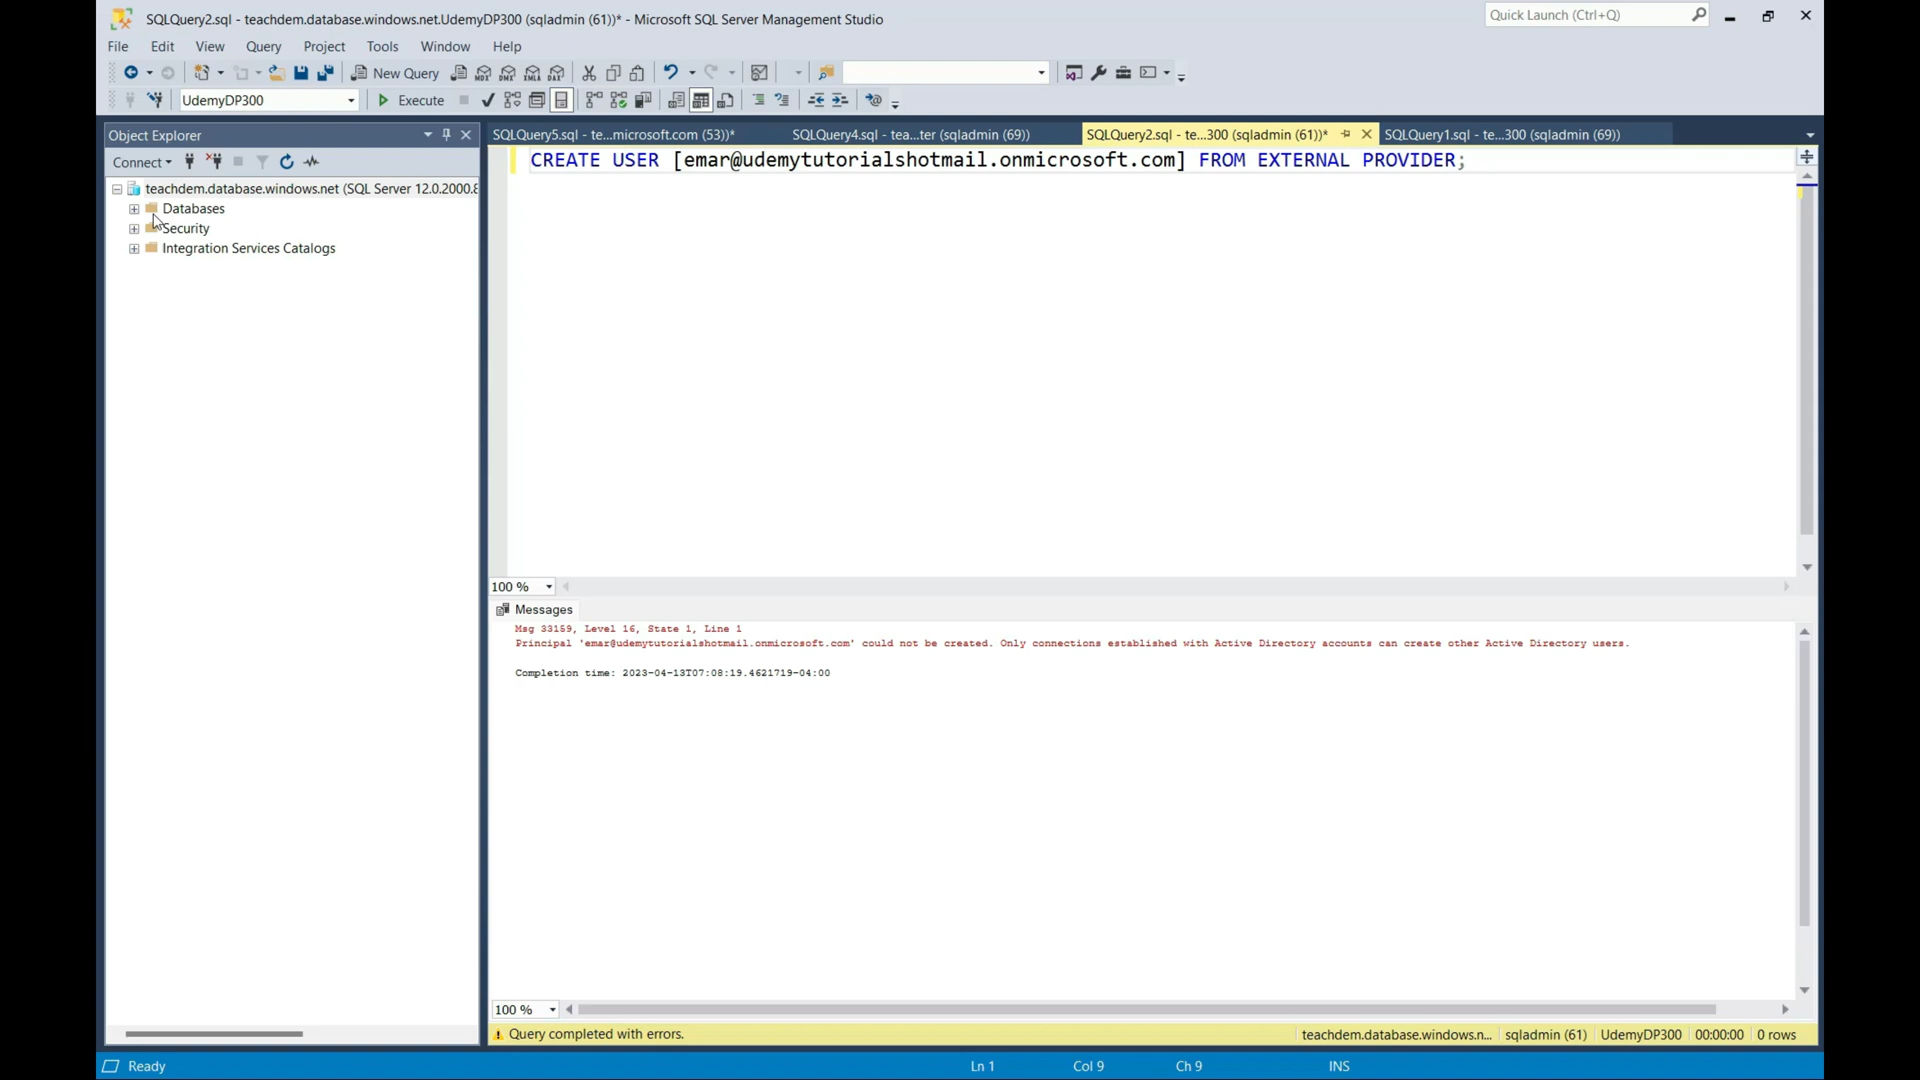 SQLQuery2.sql - teachdem.database.windows.net.UdemyDP300 (sqladmin (61))* - Microsoft SQL Server Management Studio
Quick Launch (Ctrl+Q)
File Edit View Query Project Tools Window Help
New Query
MDX DMX XMLA DAX
UdemyDP300
Execute
Object Explorer
SQLQuery5.sql - te...microsoft.com (53))*
SQLQuery4.sql - tea...ter (sqladmin (69))
SQLQuery2.sql - te...300 (sqladmin (61))*
SQLQuery1.sql - te...300 (sqladmin (69))
Connect
CREATE USER [emar@udemytutorialshotmail.onmicrosoft.com] FROM EXTERNAL PROVIDER;
teachdem.database.windows.net (SQL Server 12.0.2000.8
Databases
Security
Integration Services Catalogs
100 %
Messages
Msg 33159, Level 16, State 1, Line 1
Principal 'emar@udemytutorialshotmail.onmicrosoft.com' could not be created. Only connections established with Active Directory accounts can create other Active Directory users.
Completion time: 2023-04-13T07:08:19.4621719-04:00
100 %
Query completed with errors.
teachdem.database.windows.n...
sqladmin (61)
UdemyDP300
00:00:00
0 rows
Ready
Ln 1
Col 9
Ch 9
INS